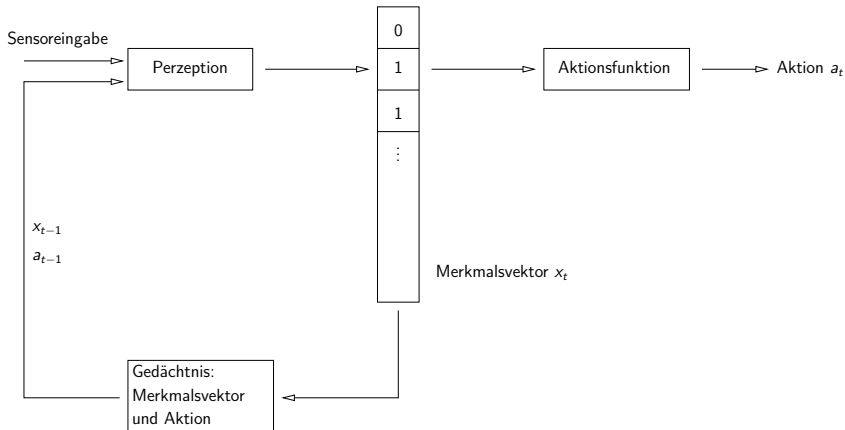 Sensoreingabe
Perzeption
0
1
1
⋮
Aktionsfunktion
Aktion a_t
x_{t−1}
a_{t−1}
Merkmalsvektor x_t
Gedächtnis:
Merkmalsvektor
und Aktion